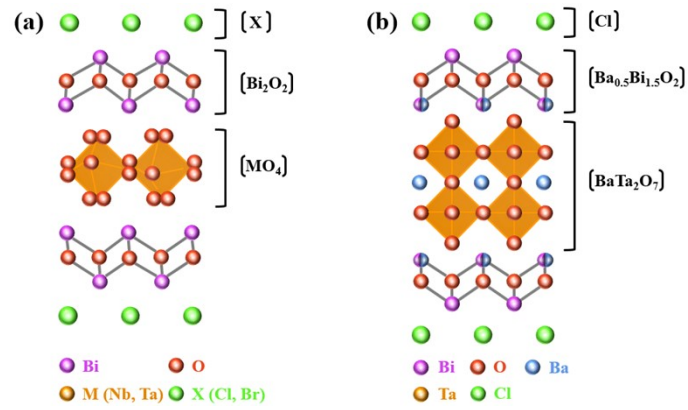 (a)
[X]
[Bi₂O₂]
[MO₄]
Bi
O
M (Nb, Ta)
X (Cl, Br)
(b)
[Cl]
[Ba₀.₅Bi₁.₅O₂]
[BaTa₂O₇]
Bi
O
Ba
Ta
Cl